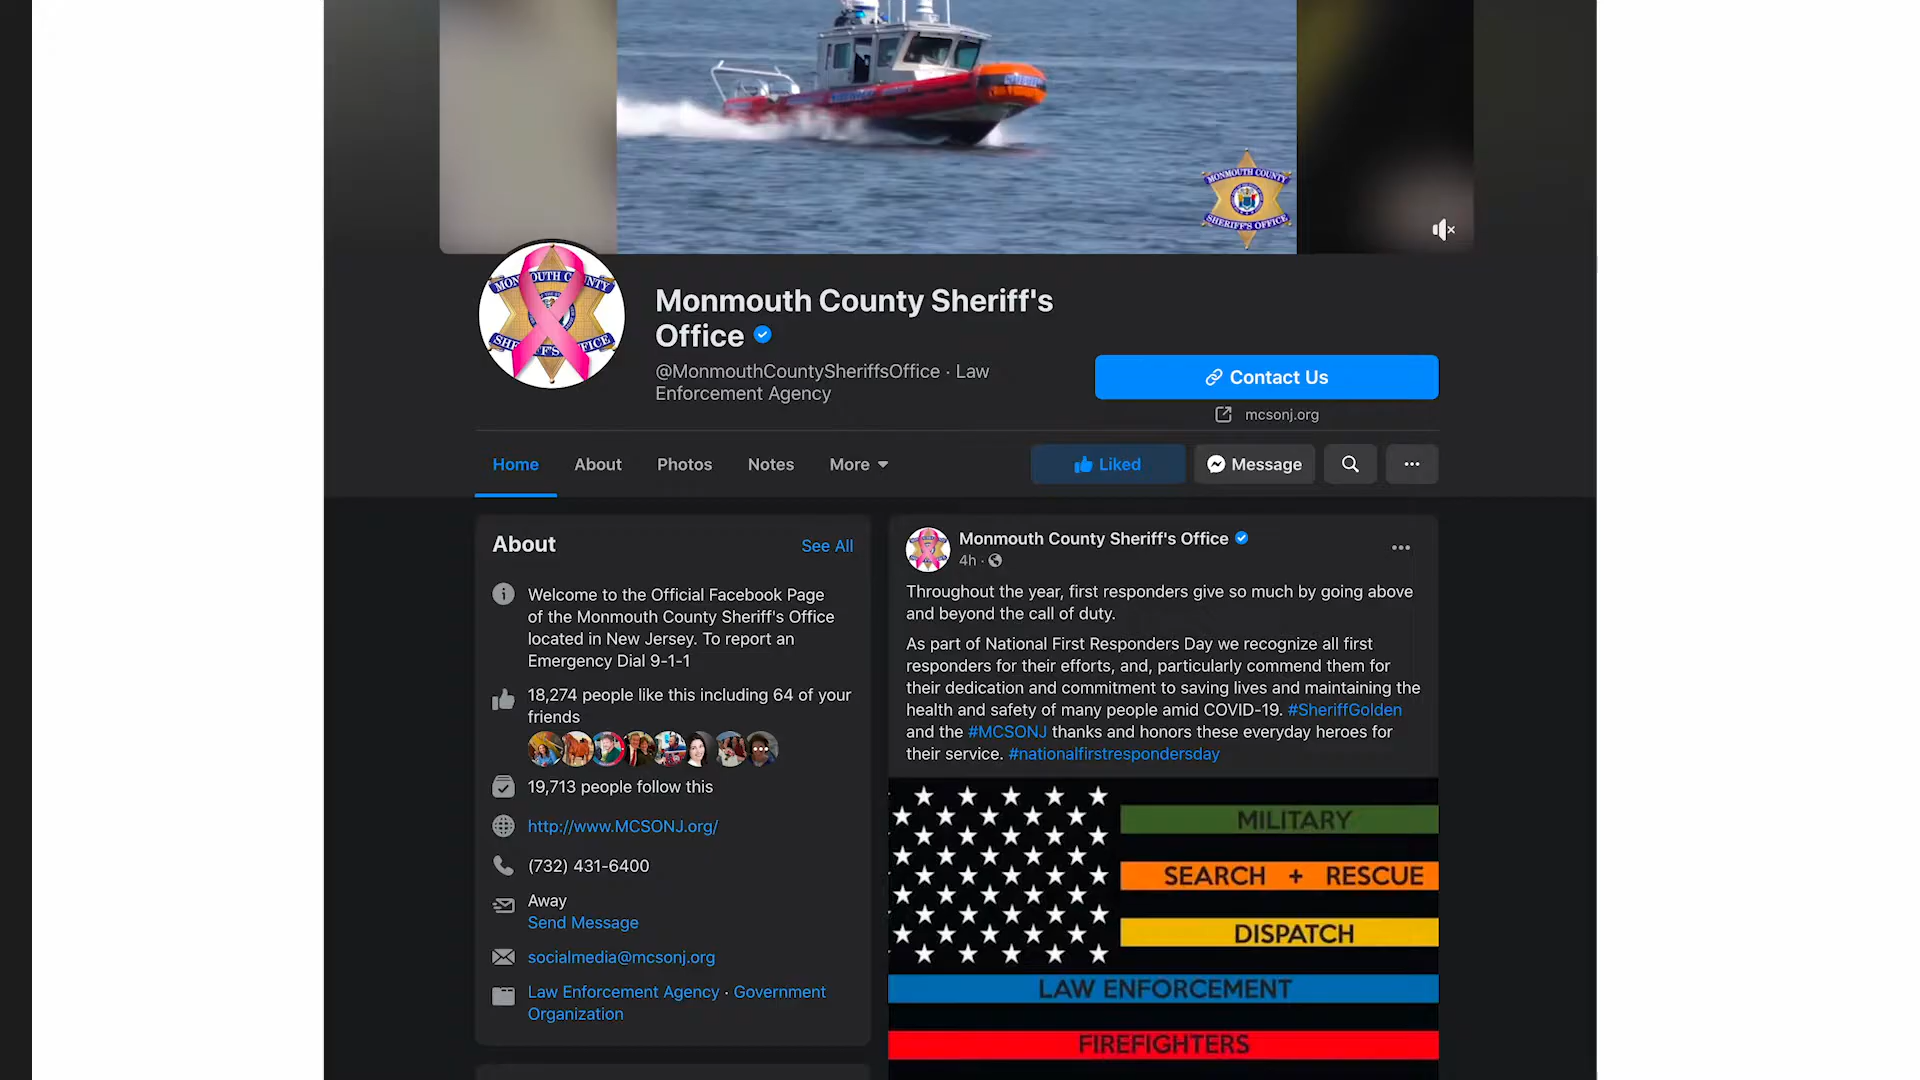 MONMOUTH COUNTY
SHERIFF'S OFFICE
Monmouth County Sheriff's
Office
@MonmouthCountySheriffsOffice · Law
Enforcement Agency
Contact Us
mcsonj.org
Home
About
Photos
Notes
More
Liked
Message
About
See All
Welcome to the Official Facebook Page
of the Monmouth County Sheriff's Office
located in New Jersey. To report an
Emergency Dial 9-1-1
18,274 people like this including 64 of your
friends
19,713 people follow this
http://www.MCSONJ.org/
(732) 431-6400
Away
Send Message
socialmedia@mcsonj.org
Law Enforcement Agency · Government
Organization
Monmouth County Sheriff's Office
4h ·
Throughout the year, first responders give so much by going above
and beyond the call of duty.
As part of National First Responders Day we recognize all first
responders for their efforts, and, particularly commend them for
their dedication and commitment to saving lives and maintaining the
health and safety of many people amid COVID-19. #SheriffGolden
and the #MCSONJ thanks and honors these everyday heroes for
their service. #nationalfirstrespondersday
MILITARY
SEARCH + RESCUE
DISPATCH
LAW ENFORCEMENT
FIREFIGHTERS